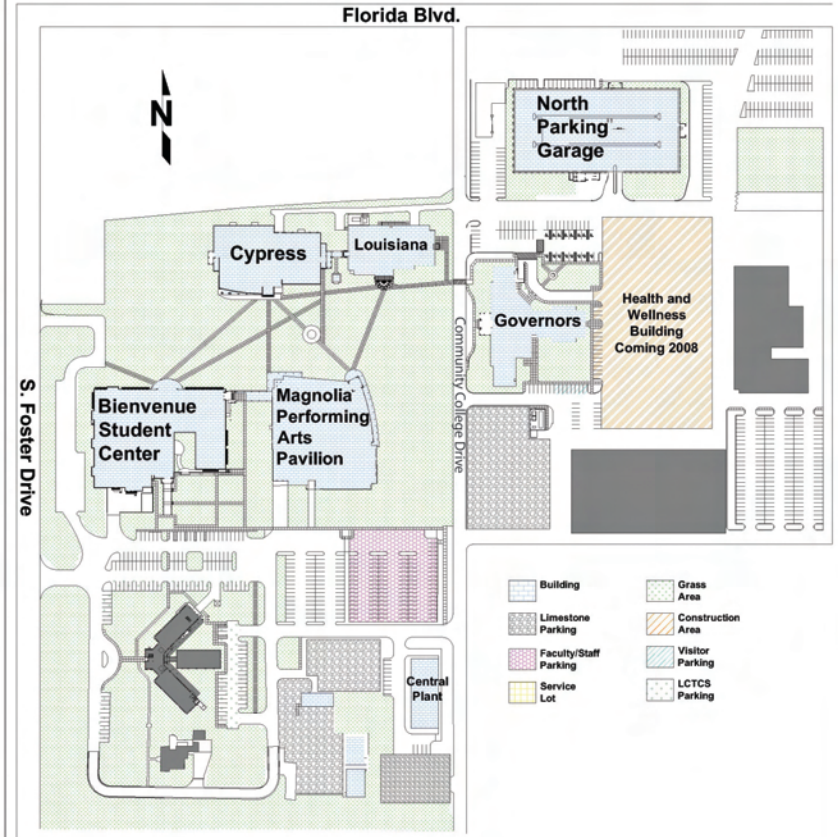 Florida Blvd.
N
North
Parking
Garage
Cypress
Louisiana
Governors
Health and
Wellness
Building
Coming 2008
Community College Drive
S. Foster Drive
Bienvenue
Student
Center
Magnolia
Performing
Arts
Pavilion
Central
Plant
Building
Limestone
Parking
Faculty/Staff
Parking
Service
Lot
Grass
Area
Construction
Area
Visitor
Parking
LCTCS
Parking